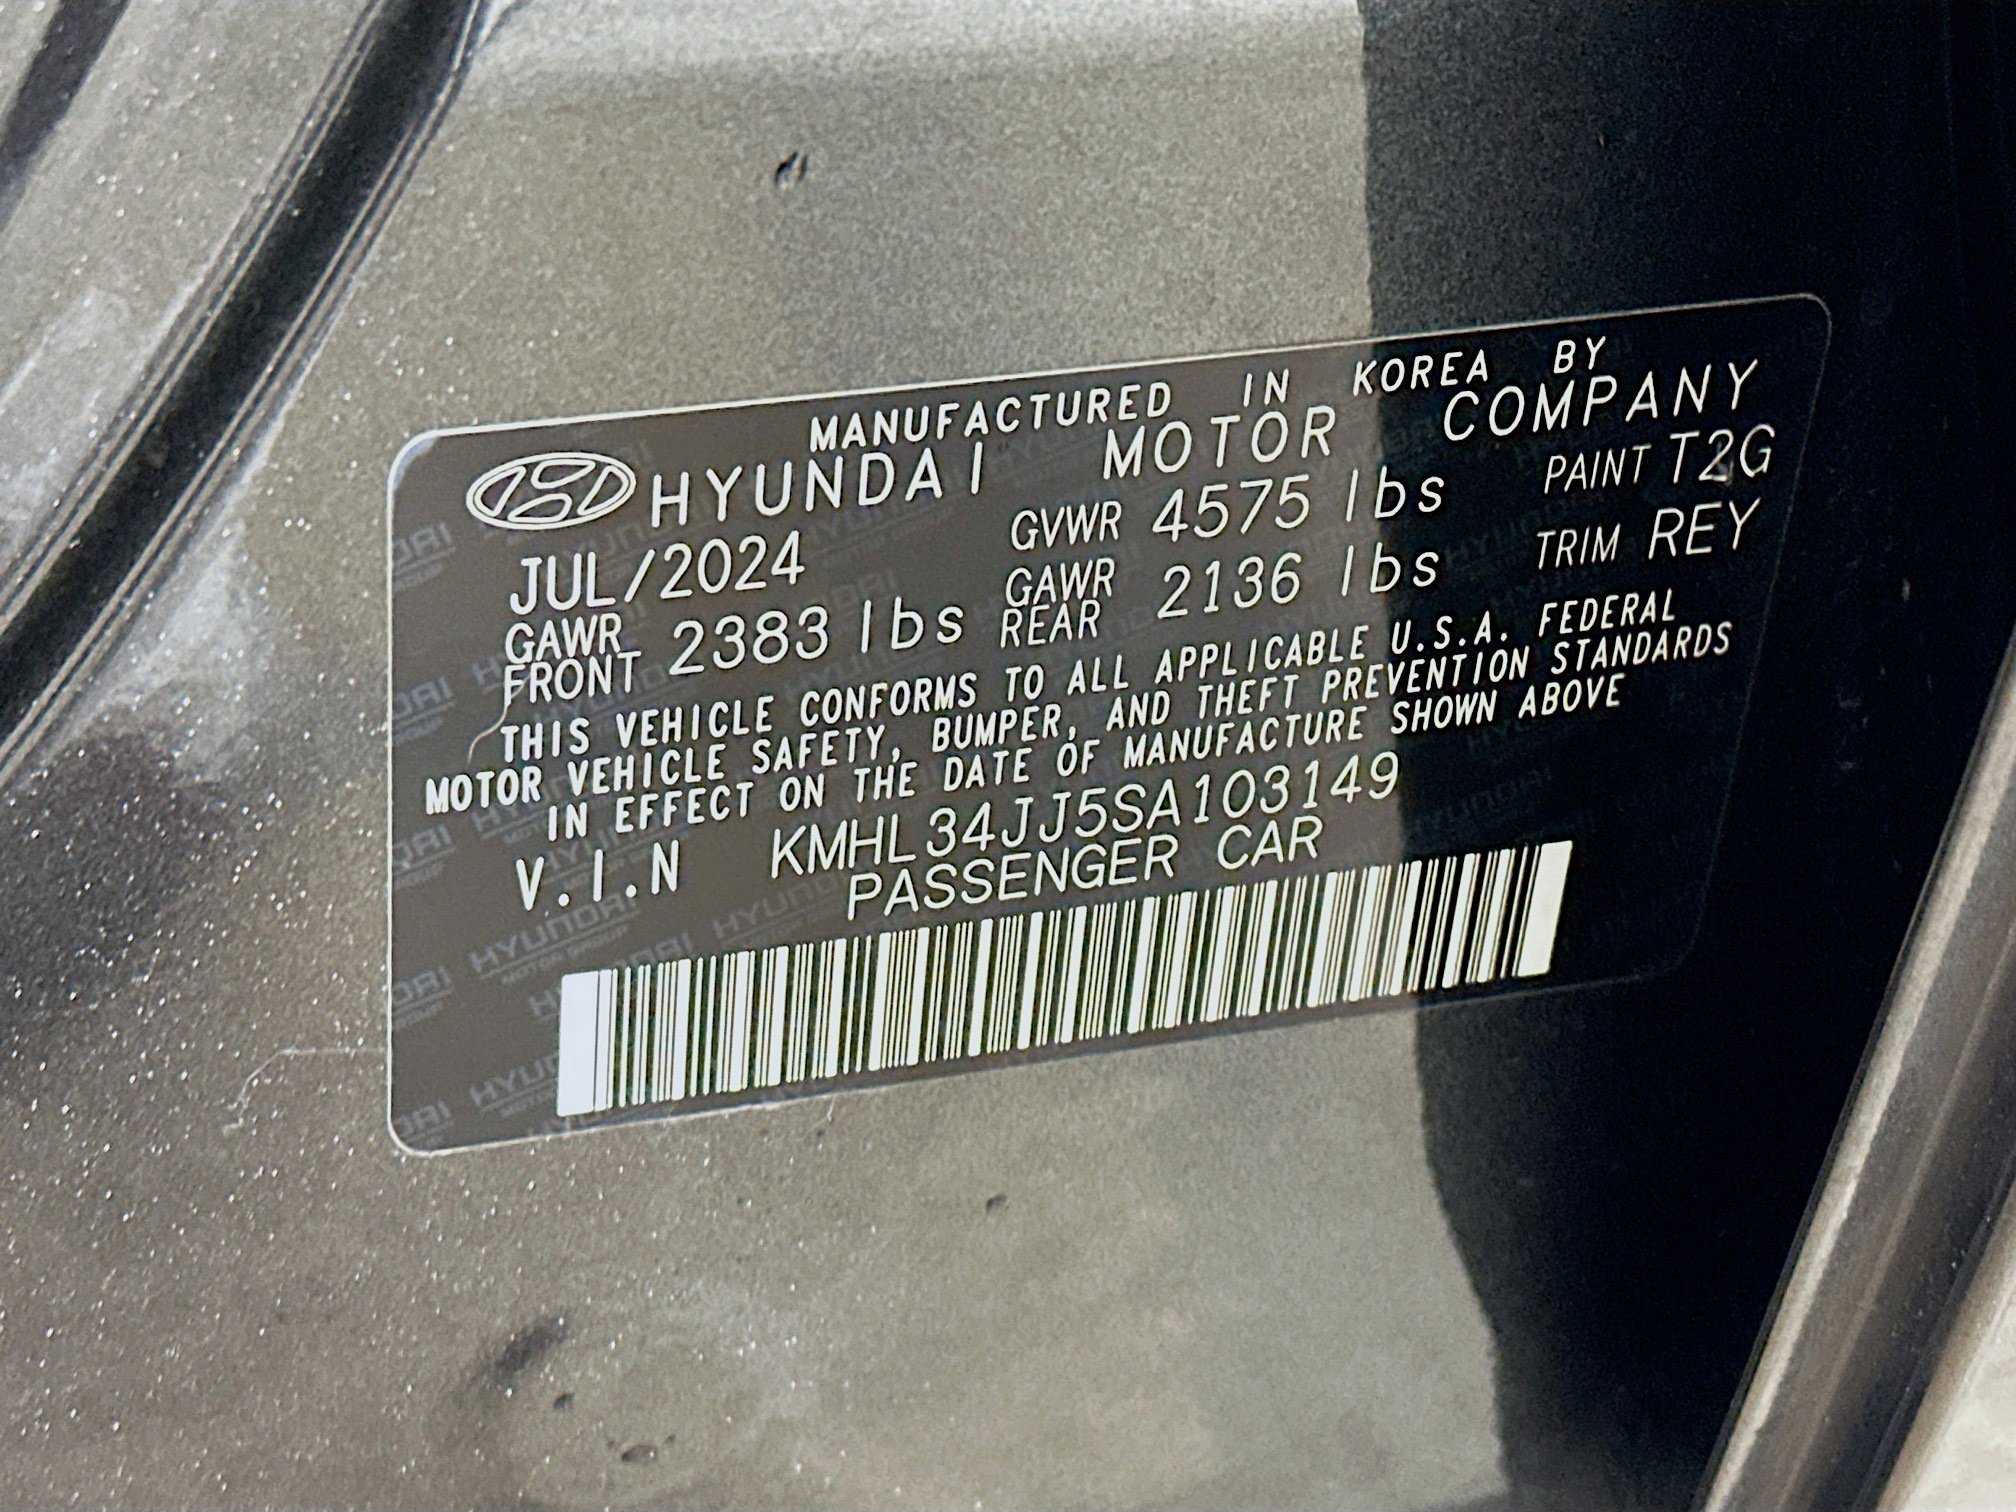 MANUFACTURED IN KOREA BY
HYUNDAI MOTOR COMPANY
JUL/2024 GVWR 4575 lbs PAINT T2G
GAWR FRONT 2383 lbs GAWR REAR 2136 lbs TRIM REY
THIS VEHICLE CONFORMS TO ALL APPLICABLE U.S.A. FEDERAL
MOTOR VEHICLE SAFETY, BUMPER, AND THEFT PREVENTION STANDARDS
IN EFFECT ON THE DATE OF MANUFACTURE SHOWN ABOVE
V.I.N KMHL34JJ5SA103149
PASSENGER CAR